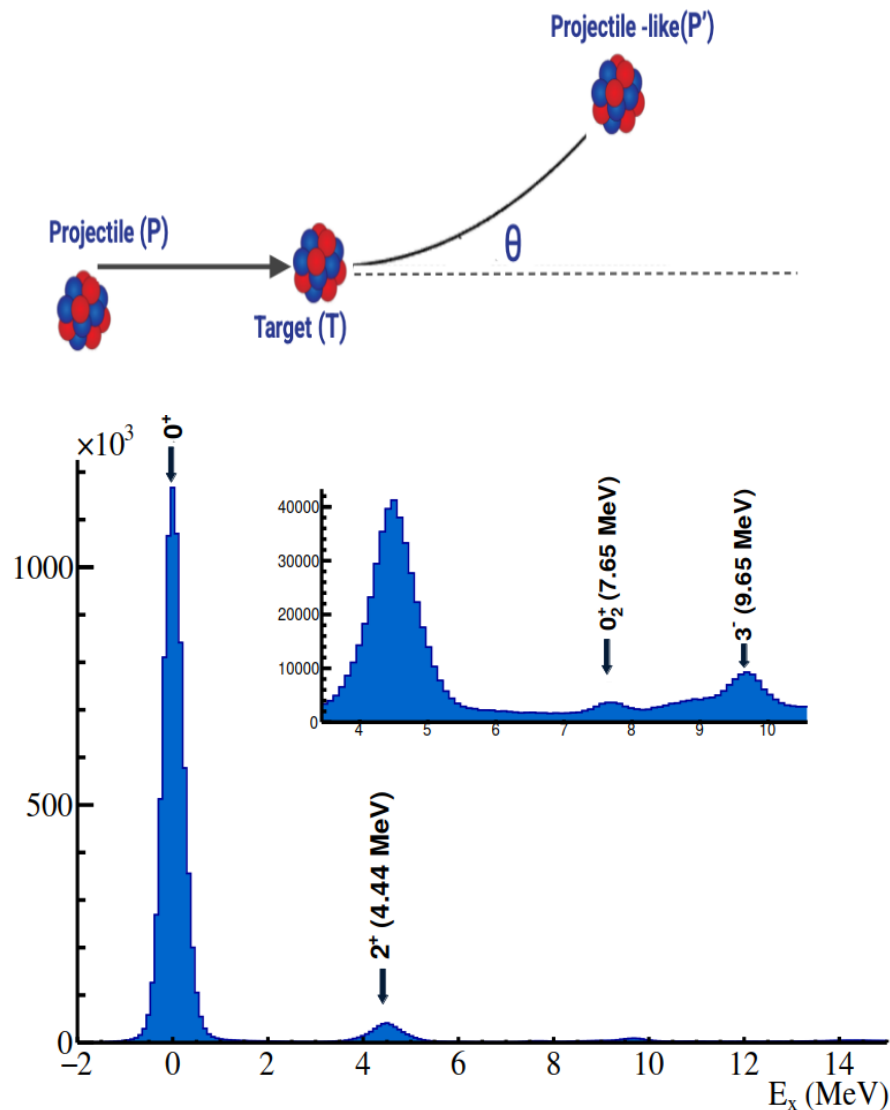 Projectile -like(P')
Projectile (P)
θ
Target (T)
×10³
0⁺
1000
500
0
40000
30000
20000
10000
0
0₂⁺ (7.65 MeV)
3⁻ (9.65 MeV)
4 5 6 7 8 9 10
2⁺ (4.44 MeV)
−2 0 2 4 6 8 10 12 14
Eₓ (MeV)